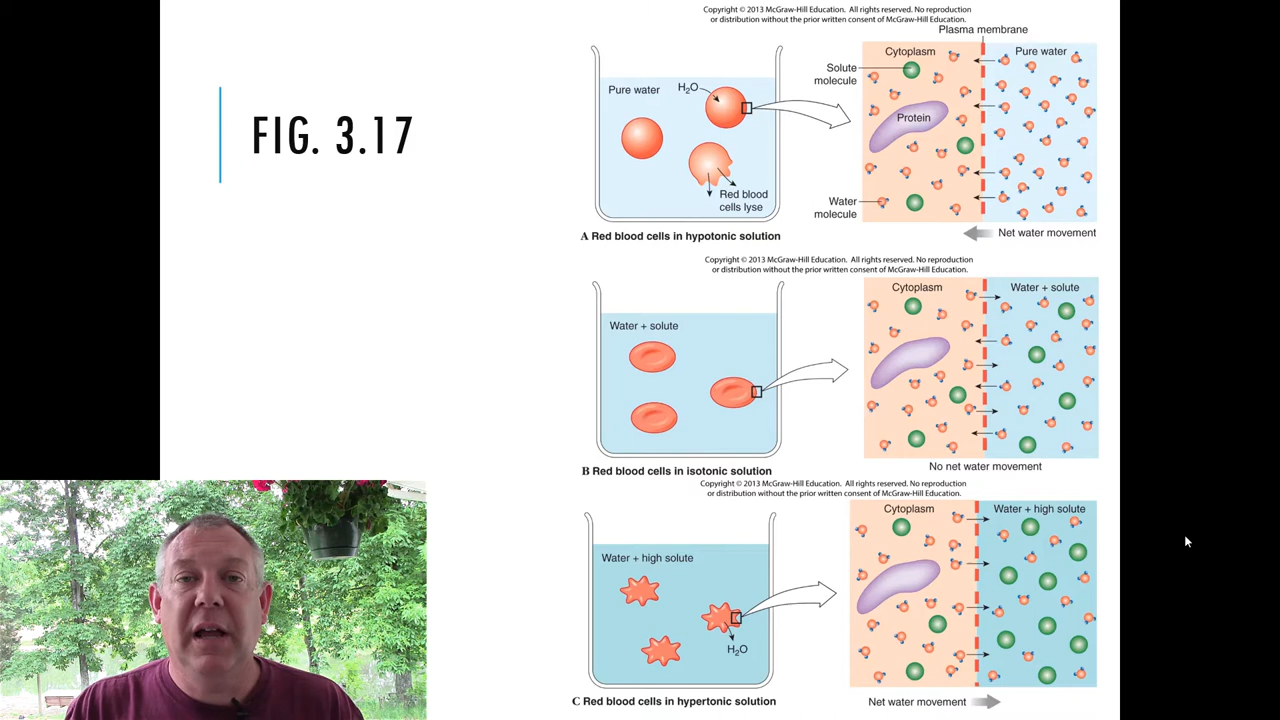 FIG. 3.17
Copyright © 2013 McGraw-Hill Education. All rights reserved. No reproduction
or distribution without the prior written consent of McGraw-Hill Education.
Plasma membrane
Cytoplasm
Pure water
Solute
molecule
Pure water
H₂O
Protein
Red blood
cells lyse
Water
molecule
A Red blood cells in hypotonic solution
Net water movement
Copyright © 2013 McGraw-Hill Education. All rights reserved. No reproduction
or distribution without the prior written consent of McGraw-Hill Education.
Cytoplasm
Water + solute
Water + solute
B Red blood cells in isotonic solution
No net water movement
Copyright © 2013 McGraw-Hill Education. All rights reserved. No reproduction
or distribution without the prior written consent of McGraw-Hill Education.
Cytoplasm
Water + high solute
Water + high solute
H₂O
C Red blood cells in hypertonic solution
Net water movement